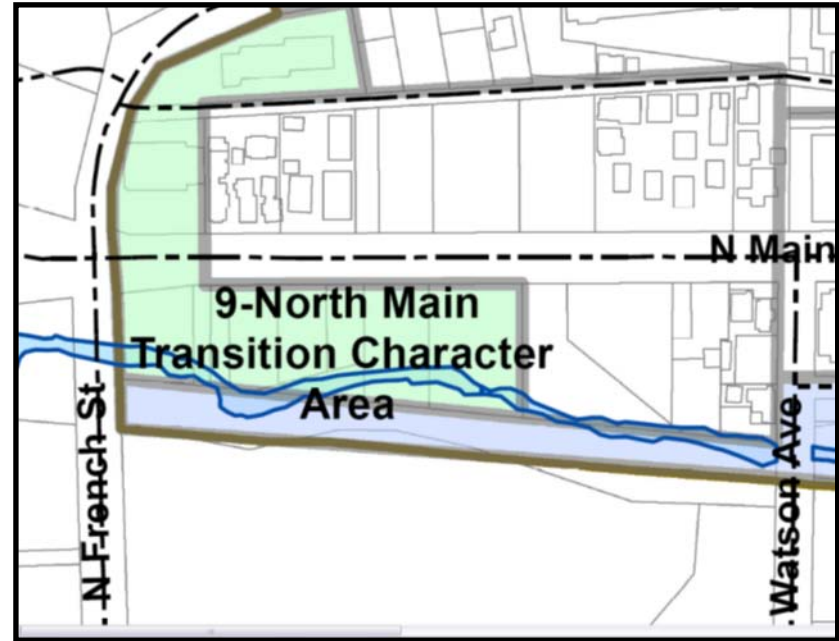 N Main
9-North Main
Transition Character
Area
N French St
Watson Ave